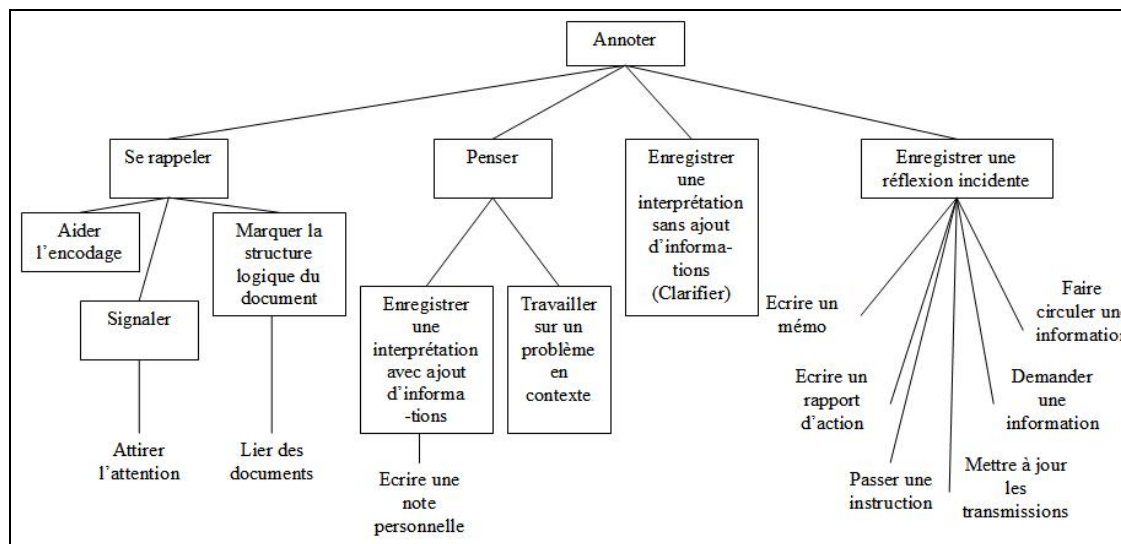 Annoter
Se rappeler
Penser
Enregistrer
une
interprétation
sans ajout
d'informa-
tions
(Clarifier)
Enregistrer une
réflexion incidente
Aider
l'encodage
Signaler
Marquer la
structure
logique du
document
Enregistrer
une
interprétation
avec ajout
d'informa
-tions
Travailler
sur un
problème
en
contexte
Ecrire un
mémo
Faire
circuler une
information
Ecrire un
rapport
d'action
Demander
une
information
Attirer
l'attention
Lier des
documents
Ecrire une
note
personnelle
Passer une
instruction
Mettre à jour
les
transmissions